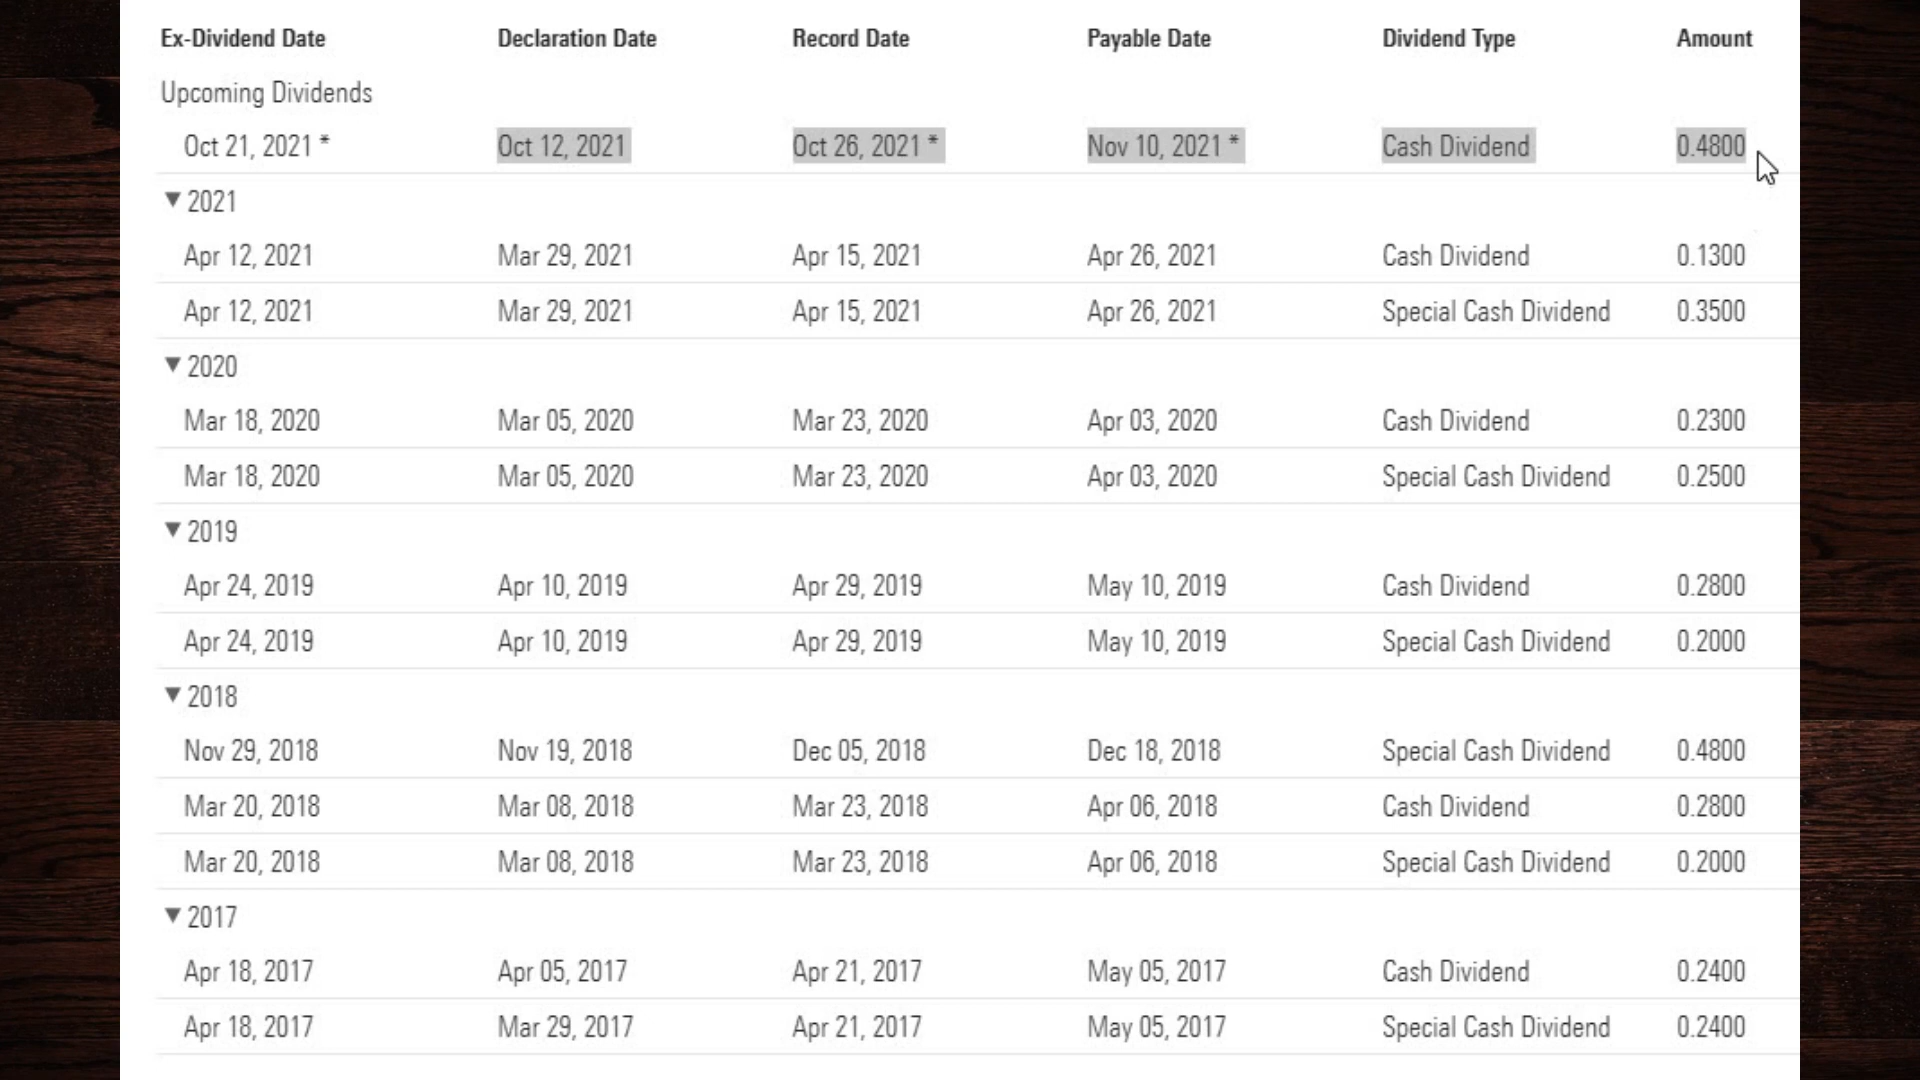 Ex-Dividend Date Declaration Date Record Date Payable Date Dividend Type Amount
Upcoming Dividends
Oct 21, 2021 * Oct 12, 2021 Oct 26, 2021 * Nov 10, 2021 * Cash Dividend 0.4800
▼ 2021
Apr 12, 2021 Mar 29, 2021 Apr 15, 2021 Apr 26, 2021 Cash Dividend 0.1300
Apr 12, 2021 Mar 29, 2021 Apr 15, 2021 Apr 26, 2021 Special Cash Dividend 0.3500
▼ 2020
Mar 18, 2020 Mar 05, 2020 Mar 23, 2020 Apr 03, 2020 Cash Dividend 0.2300
Mar 18, 2020 Mar 05, 2020 Mar 23, 2020 Apr 03, 2020 Special Cash Dividend 0.2500
▼ 2019
Apr 24, 2019 Apr 10, 2019 Apr 29, 2019 May 10, 2019 Cash Dividend 0.2800
Apr 24, 2019 Apr 10, 2019 Apr 29, 2019 May 10, 2019 Special Cash Dividend 0.2000
▼ 2018
Nov 29, 2018 Nov 19, 2018 Dec 05, 2018 Dec 18, 2018 Special Cash Dividend 0.4800
Mar 20, 2018 Mar 08, 2018 Mar 23, 2018 Apr 06, 2018 Cash Dividend 0.2800
Mar 20, 2018 Mar 08, 2018 Mar 23, 2018 Apr 06, 2018 Special Cash Dividend 0.2000
▼ 2017
Apr 18, 2017 Apr 05, 2017 Apr 21, 2017 May 05, 2017 Cash Dividend 0.2400
Apr 18, 2017 Mar 29, 2017 Apr 21, 2017 May 05, 2017 Special Cash Dividend 0.2400